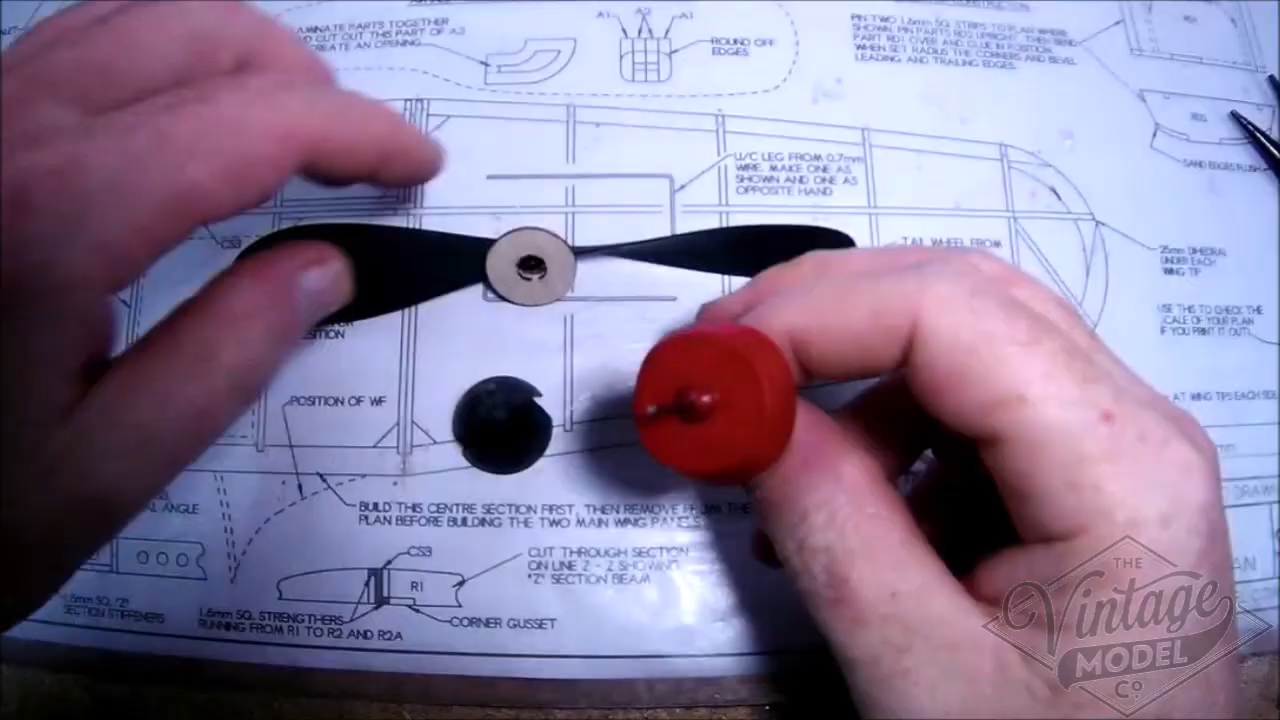 LAMINATE PARTS TOGETHER
AND CUT OUT THIS PART OF A3
CREATE AN OPENING
A1 A2 A1
ROUND OFF
EDGES
PIN TWO 1.6mm SQ. STRIPS TO PLAN WHERE
SHOWN. PIN PARTS RD2 UPRIGHT, THEN BEND
PART RD1 OVER AND GLUE IN POSITION.
WHEN SET RADIUS THE CORNERS AND BEVEL
LEADING AND TRAILING EDGES.
RD1
SAND EDGES FLUSH
U/C LEG FROM 0.7mm
WIRE. MAKE ONE AS
SHOWN AND ONE AS
OPPOSITE HAND
CS3
TAIL WHEEL FROM
25mm DIHEDRAL
UNDER EACH
WING TIP
USE THIS TO CHECK THE
SCALE OF YOUR PLAN
IF YOU PRINT IT OUT!
POSITION OF WF
AT WING TIPS EACH SIDE
BUILD THIS CENTRE SECTION FIRST, THEN REMOVE FROM THE
PLAN BEFORE BUILDING THE TWO MAIN WING PANELS
ANGLE
CS3
R1
CUT THROUGH SECTION
ON LINE Z - Z SHOWING
"Z" SECTION BEAM
1.6mm SQ. "Z"
SECTION STIFFENERS
1.6mm SQ. STRENGTHERS
RUNNING FROM R1 TO R2 AND R2A
CORNER GUSSET
THE
Vintage
MODEL
CO